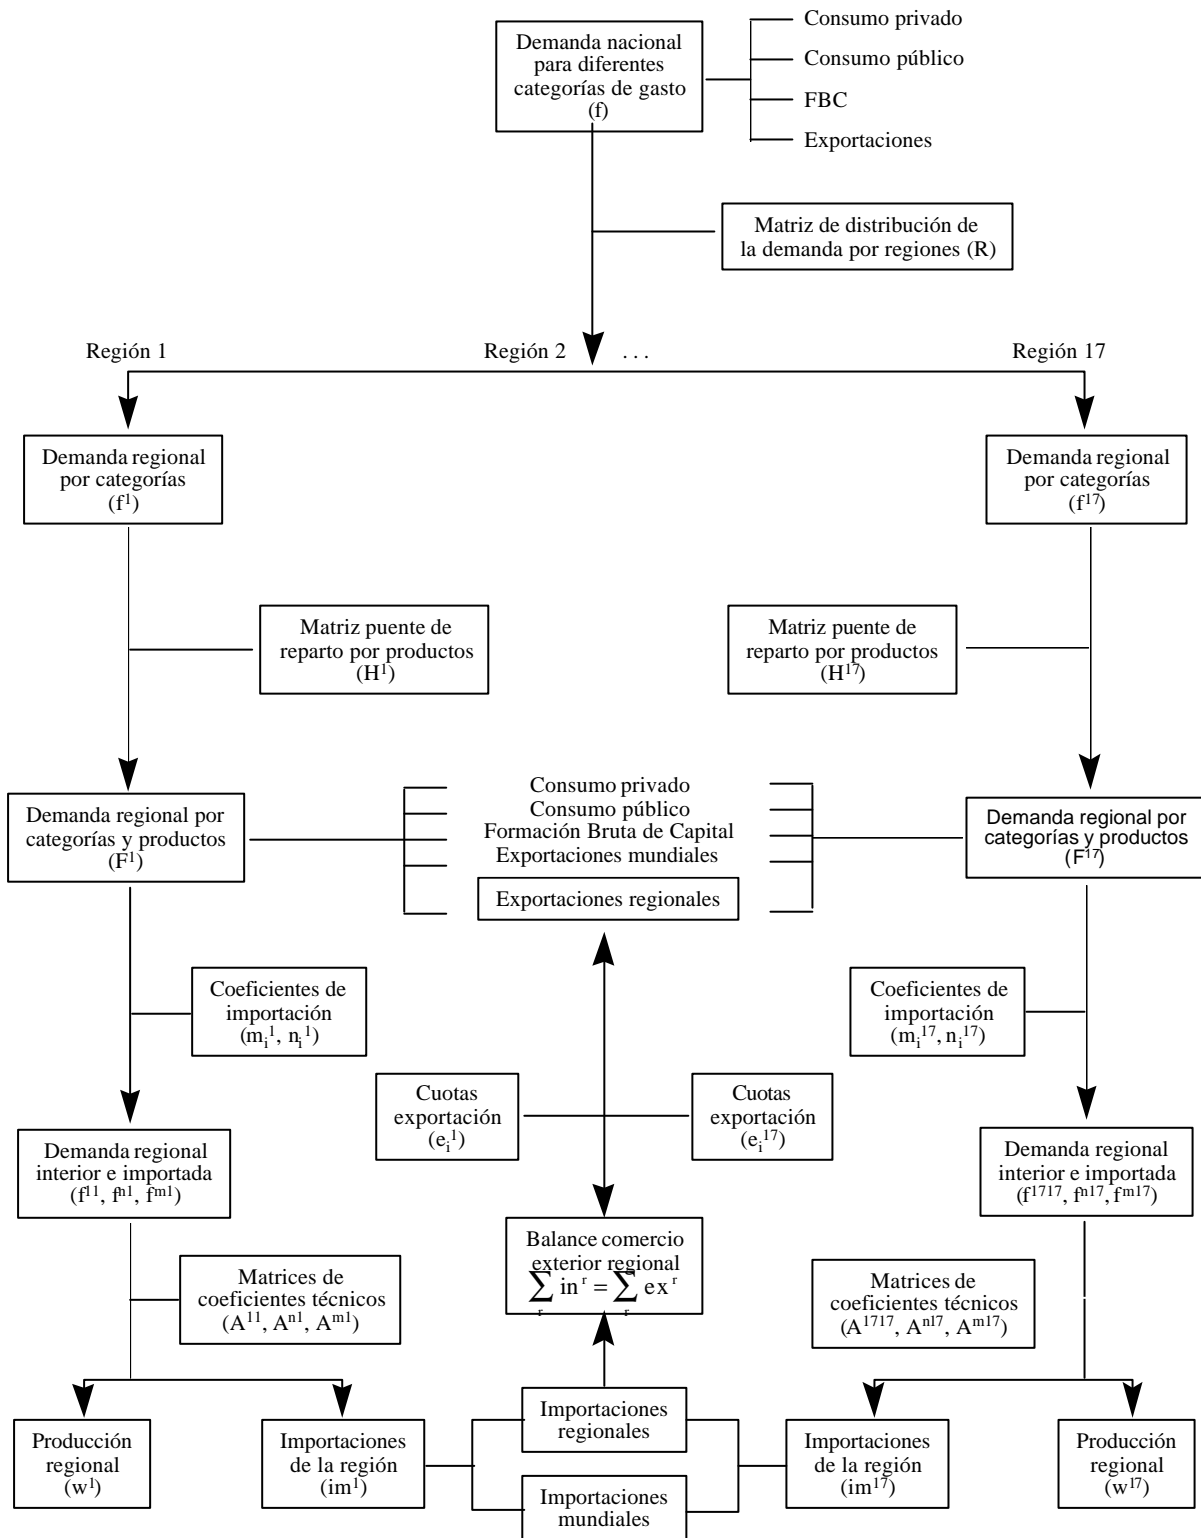 Demanda nacional
para diferentes
categorías de gasto
(f)
Consumo privado
Consumo público
FBC
Exportaciones
Matriz de distribución de
la demanda por regiones (R)
Región 1
Región 2 . . .
Región 17
Demanda regional
por categorías
(f¹)
Demanda regional
por categorías
(f¹⁷)
Matriz puente de
reparto por productos
(H¹)
Matriz puente de
reparto por productos
(H¹⁷)
Demanda regional por
categorías y productos
(F¹)
Consumo privado
Consumo público
Formación Bruta de Capital
Exportaciones mundiales
Exportaciones regionales
Demanda regional por
categorías y productos
(F¹⁷)
Coeficientes de
importación
(mᵢ¹, nᵢ¹)
Coeficientes de
importación
(mᵢ¹⁷, nᵢ¹⁷)
Cuotas
exportación
(eᵢ¹)
Cuotas
exportación
(eᵢ¹⁷)
Demanda regional
interior e importada
(f¹¹, fⁿ¹, fᵐ¹)
Demanda regional
interior e importada
(f¹⁷¹⁷, fⁿ¹⁷, fᵐ¹⁷)
Balance comercio
exterior regional
∑ᵣ inʳ = ∑ᵣ exʳ
Matrices de
coeficientes técnicos
(A¹¹, Aⁿ¹, Aᵐ¹)
Matrices de
coeficientes técnicos
(A¹⁷¹⁷, Aⁿ¹⁷, Aᵐ¹⁷)
Producción
regional
(w¹)
Importaciones
de la región
(im¹)
Importaciones
regionales
Importaciones
mundiales
Importaciones
de la región
(im¹⁷)
Producción
regional
(w¹⁷)